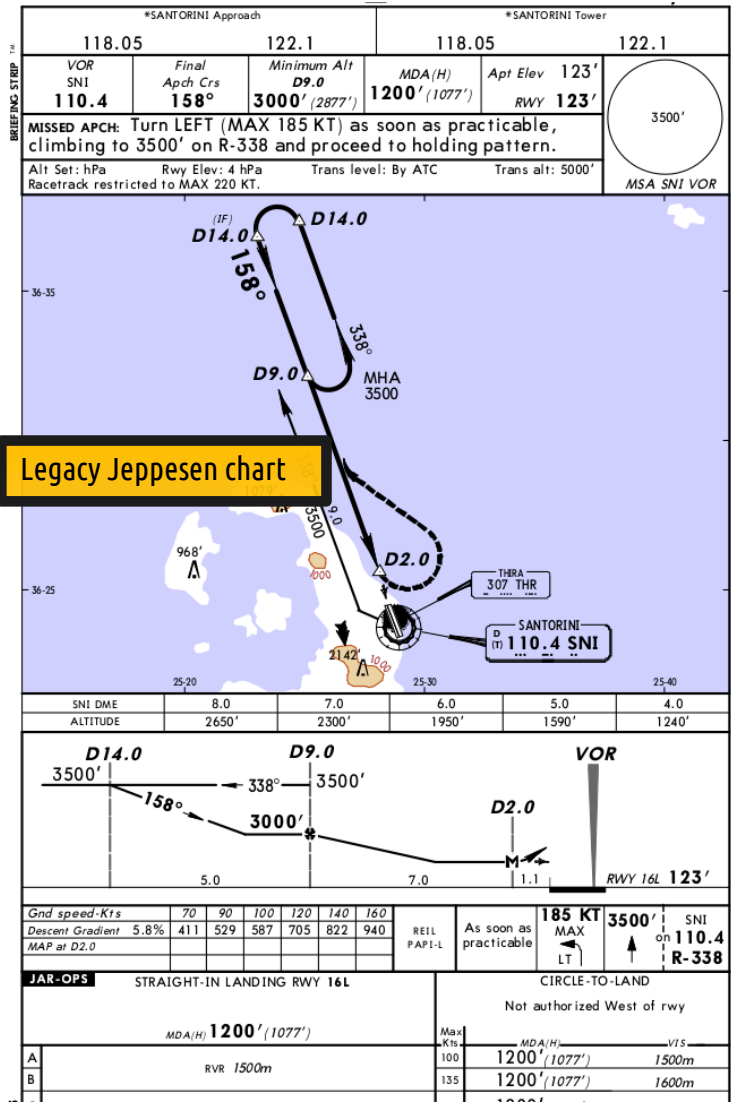 *SANTORINI Approach *SANTORINI Tower
118.05 122.1 118.05 122.1
BRIEFING STRIP TM
VOR
SNI
110.4
Final
Apch Crs
158°
Minimum Alt
D9.0
3000' (2877')
MDA(H)
1200' (1077')
Apt Elev 123'
RWY 123'
3500'
MSA SNI VOR
MISSED APCH: Turn LEFT (MAX 185 KT) as soon as practicable,
climbing to 3500' on R-338 and proceed to holding pattern.
Alt Set: hPa Rwy Elev: 4 hPa Trans level: By ATC Trans alt: 5000'
Racetrack restricted to MAX 220 KT.
(IF)
D14.0
D14.0
158°
36-35
338°
D9.0
MHA
3500
Legacy Jeppesen chart
1079'
3500
9.0
968'
1000
D2.0
THIRA
307 THR
36-25
SANTORINI
D
(T) 110.4 SNI
2142'
1000
25-20 25-30 25-40
SNI DME 8.0 7.0 6.0 5.0 4.0
ALTITUDE 2650' 2300' 1950' 1590' 1240'
D14.0 D9.0 VOR
3500' 338° 3500'
158°
3000'
D2.0
M
5.0 7.0 1.1 RWY 16L 123'
Gnd speed-Kts 70 90 100 120 140 160
Descent Gradient 5.8% 411 529 587 705 822 940
MAP at D2.0
REIL
PAPI-L
As soon as
practicable
185 KT
MAX
LT
3500'
on
SNI
110.4
R-338
JAR-OPS STRAIGHT-IN LANDING RWY 16L
CIRCLE-TO-LAND
Not authorized West of rwy
MDA(H) 1200' (1077')
Max
Kts MDA(H) VIS
A RVR 1500m 100 1200' (1077') 1500m
B 135 1200' (1077') 1600m